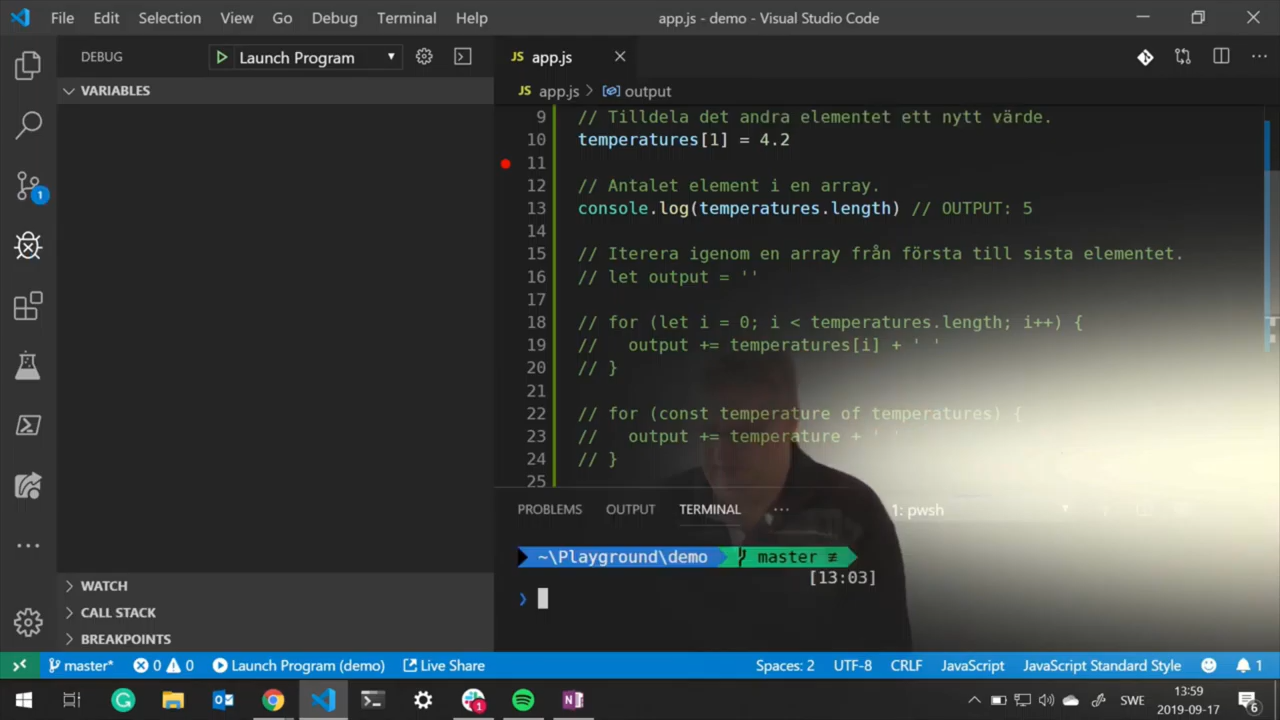 File Edit Selection View Go Debug Terminal Help
app.js - demo - Visual Studio Code
DEBUG
Launch Program
JS app.js
VARIABLES
JS app.js > output
9 // Tilldela det andra elementet ett nytt värde.
10 temperatures[1] = 4.2
11
12 // Antalet element i en array.
13 console.log(temperatures.length) // OUTPUT: 5
14
15 // Iterera igenom en array från första till sista elementet.
16 // let output = ''
17
18 // for (let i = 0; i < temperatures.length; i++) {
19 //   output += temperatures[i] + ' '
20 // }
21
22 // for (const temperature of temperatures) {
23 //   output += temperature + ' '
24 // }
25
PROBLEMS OUTPUT TERMINAL ···
1: pwsh
~\Playground\demo master ≢
[13:03]
❯
WATCH
CALL STACK
BREAKPOINTS
1
master* 0 0 Launch Program (demo) Live Share
Spaces: 2 UTF-8 CRLF JavaScript JavaScript Standard Style 1
1
SWE
13:59
2019-09-17
6